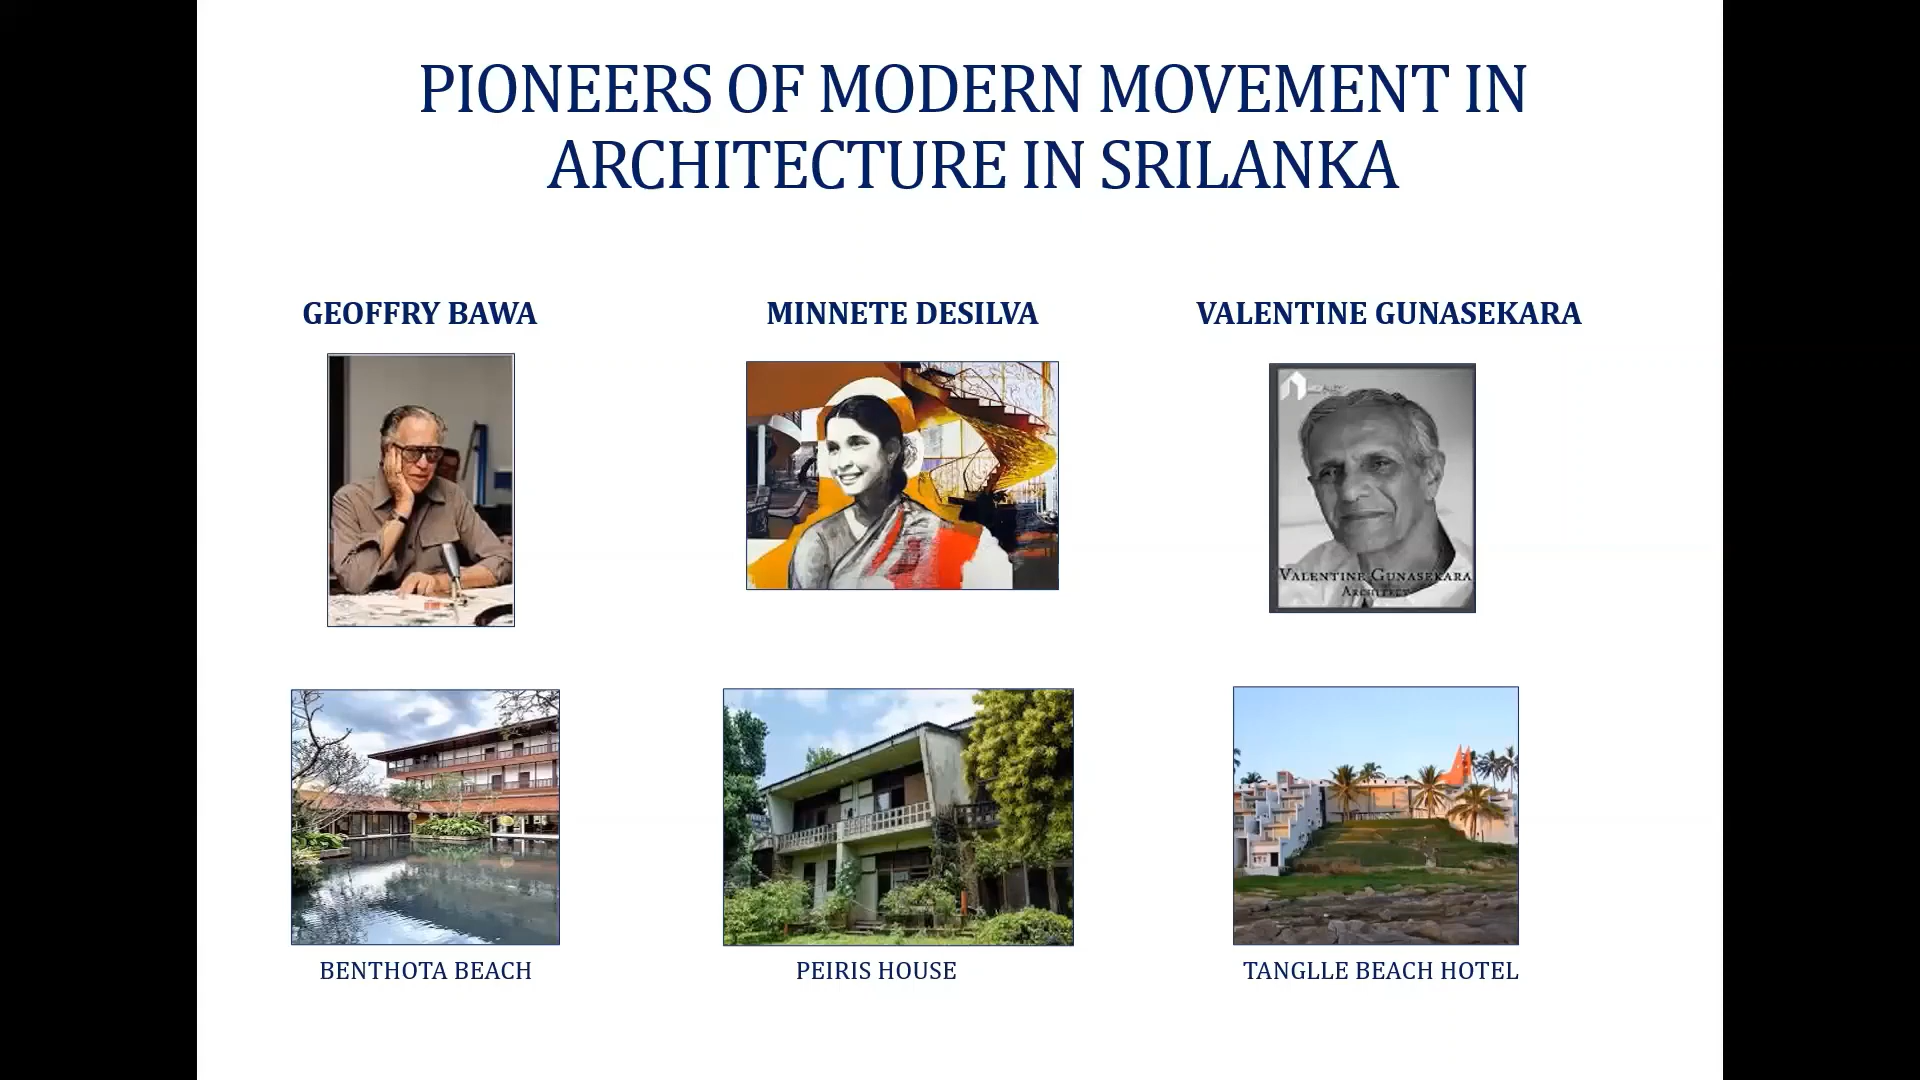 PIONEERS OF MODERN MOVEMENT IN
ARCHITECTURE IN SRILANKA
GEOFFRY BAWA
MINNETE DESILVA
VALENTINE GUNASEKARA
VALENTINE GUNASEKARA
ARCHITECT
BENTHOTA BEACH
PEIRIS HOUSE
TANGLLE BEACH HOTEL